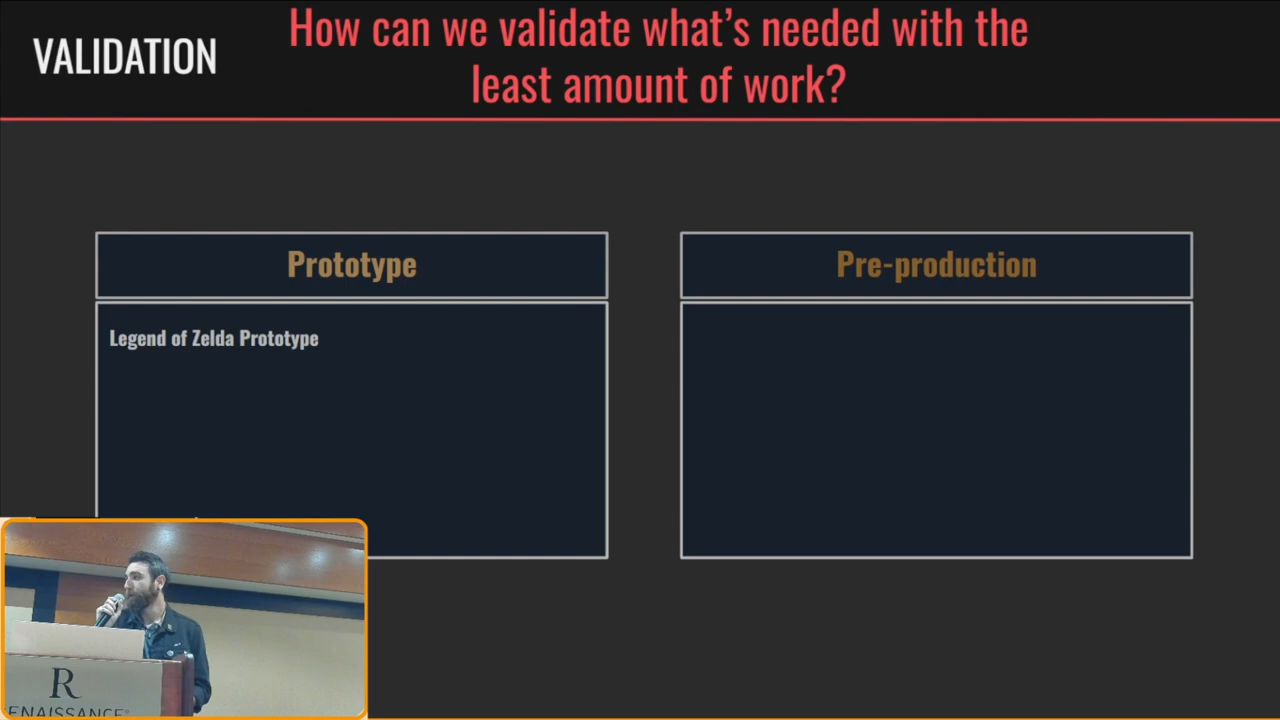 VALIDATION
How can we validate what's needed with the
least amount of work?
Prototype
Pre-production
Legend of Zelda Prototype
R
ENAISSANCE®